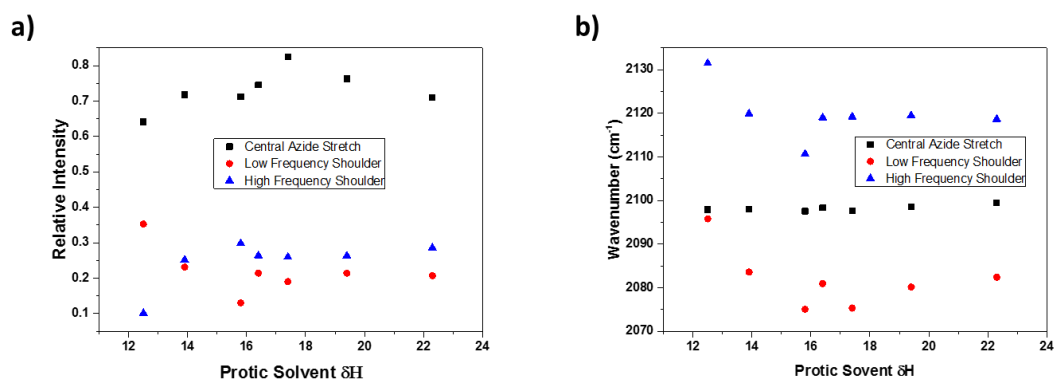 a)
0.8
0.7
0.6
0.5
0.4
0.3
0.2
0.1
12 14 16 18 20 22 24
Relative Intensity
Protic Solvent δH
Central Azide Stretch
Low Frequency Shoulder
High Frequency Shoulder
b)
2130
2120
2110
2100
2090
2080
2070
12 14 16 18 20 22 24
Wavenumber (cm-1)
Protic Sovent δH
Central Azide Stretch
Low Frequency Shoulder
High Frequency Shoulder